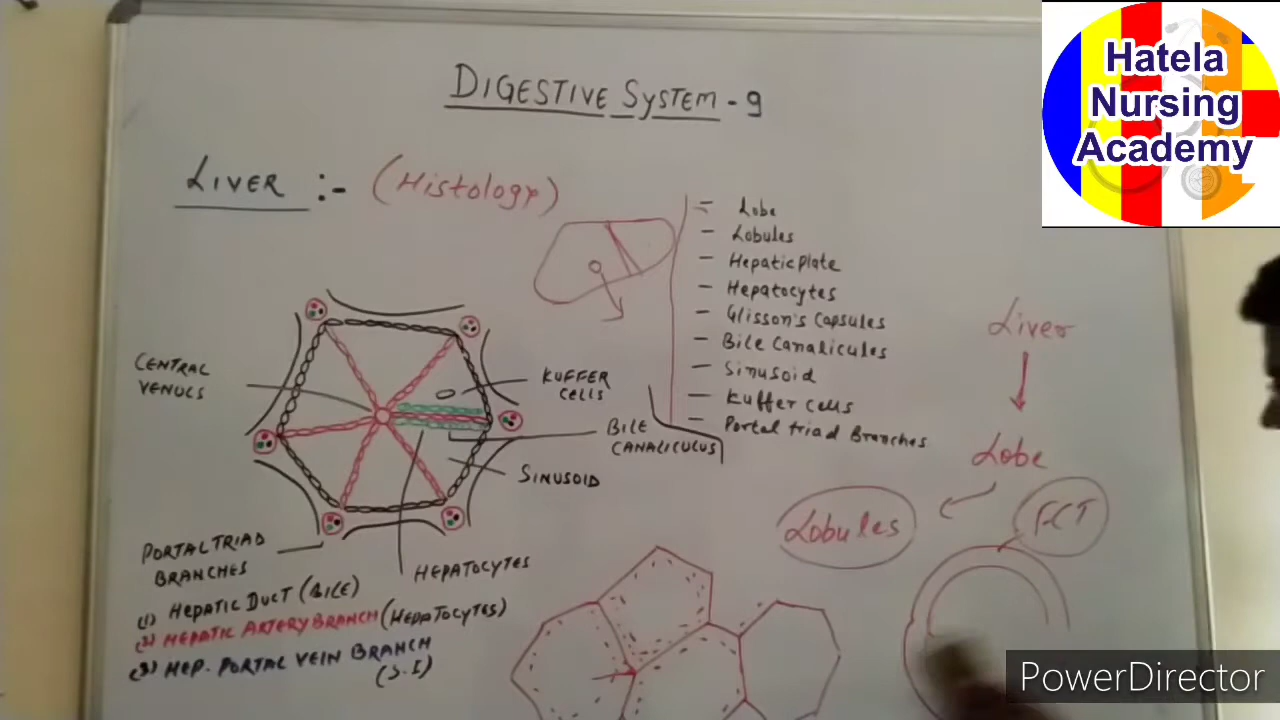 DIGESTIVE SYSTEM - 9
LIVER :- (Histology)
Lobe
Lobules
Hepatic plate
Hepatocytes
Glisson's Capsules
Bile Canalicules
Sinusoid
Kuffer cells
Portal triad Branches
CENTRAL
VENULS
KUFFER
CELLS
BILE
CANALICULUS
SINUSOID
HEPATOCYTES
PORTAL TRIAD
BRANCHES
(1) HEPATIC DUCT (BILE)
(2) HEPATIC ARTERY BRANCH (HEPATOCYTES)
(3) HEP. PORTAL VEIN BRANCH
(S.I)
Liver
Lobe
Lobules
FCT
Hatela
Nursing
Academy
PowerDirector